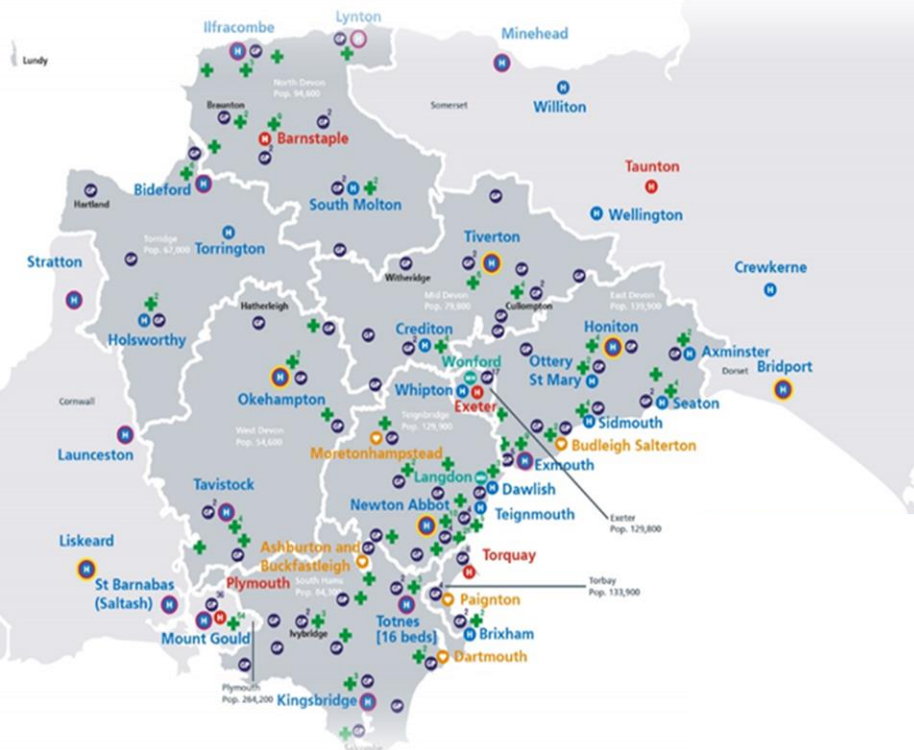 Lynton
Ilfracombe
Minehead
Lundy
North Devon
Pop. 94,600
Somerset
Williton
Braunton
Barnstaple
Taunton
Bideford
Hartland
South Molton
Wellington
Torridge
Pop. 67,000
Torrington
Tiverton
Stratton
Witheridge
Crewkerne
Mid Devon
Pop. 79,800
East Devon
Pop. 139,900
Hatherleigh
Cullompton
Holsworthy
Crediton
Honiton
Axminster
Wonford
Ottery
St Mary
Dorset
Bridport
Okehampton
Whipton
Exeter
Seaton
Cornwall
Teignbridge
Pop. 129,900
Sidmouth
West Devon
Pop. 54,600
Launceston
Moretonhampstead
Budleigh Salterton
Exmouth
Langdon
Dawlish
Tavistock
Newton Abbot
Teignmouth
Exeter
Pop. 129,800
Liskeard
Ashburton and
Buckfastleigh
Torquay
St Barnabas
(Saltash)
Plymouth
South Hams
Torbay
Pop. 133,900
Paignton
Mount Gould
Ivybridge
Totnes
[16 beds]
Brixham
Dartmouth
Plymouth
Pop. 264,200
Kingsbridge
Salcombe